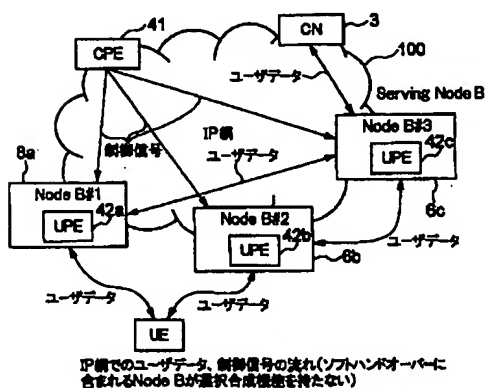 41
CPE
CN
3
100
ユーザデータ
Serving Node B
制御信号
IP網
8a
ユーザデータ
Node B#3
42c
UPE
Node B#1
42a
UPE
Node B#2
42b
UPE
6c
6b
ユーザデータ
ユーザデータ
ユーザデータ
UE
IP網でのユーザデータ、制御信号の流れ(ソフトハンドオーバーに
含まれるNode Bが選択合成機能を持たない)